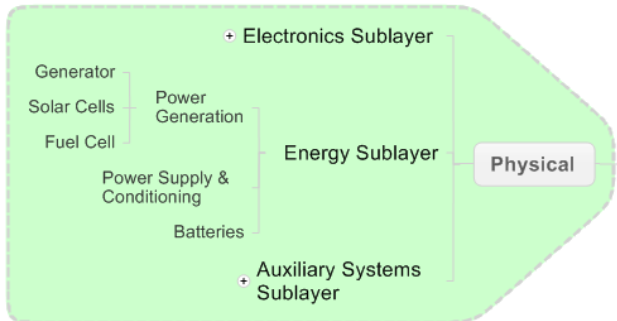 Electronics Sublayer
Generator
Solar Cells
Fuel Cell
Power
Generation
Energy Sublayer
Physical
Power Supply &
Conditioning
Batteries
Auxiliary Systems
Sublayer